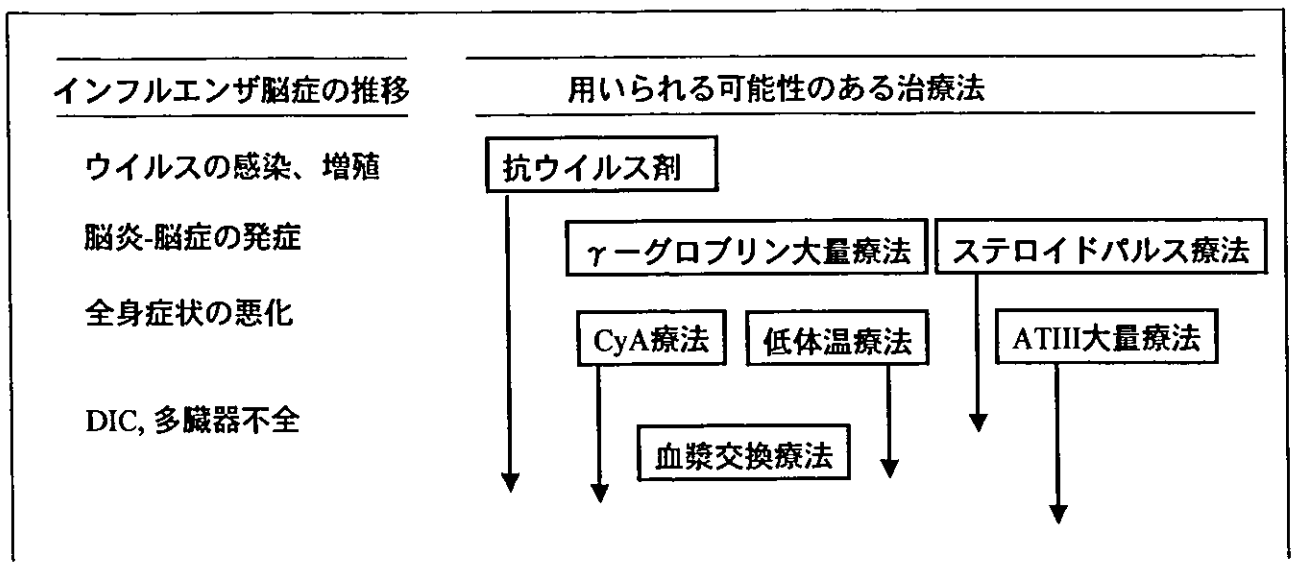 インフルエンザ脳症の推移 用いられる可能性のある治療法
ウイルスの感染、増殖 抗ウイルス剤
脳炎-脳症の発症 γーグロブリン大量療法 ステロイドパルス療法
全身症状の悪化 CyA療法 低体温療法 ATIII大量療法
DIC, 多臓器不全 血漿交換療法